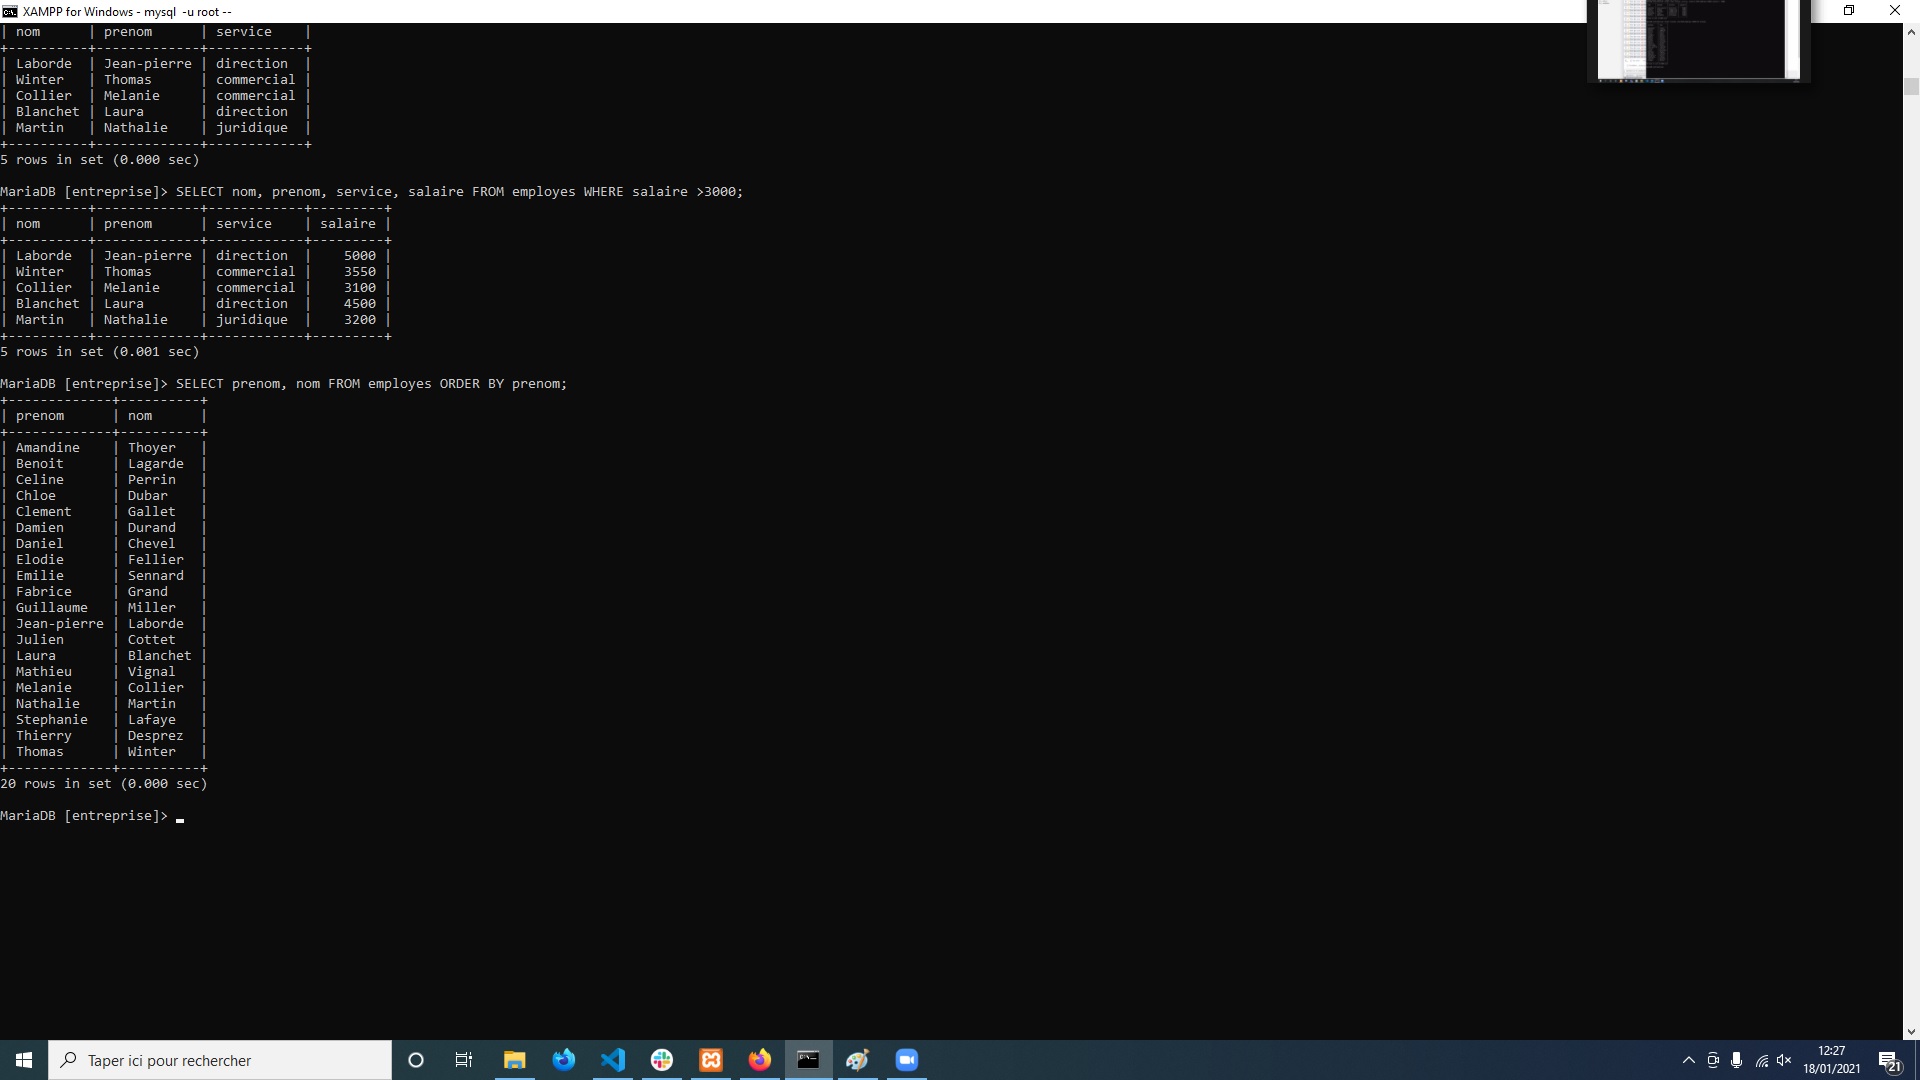 XAMPP for Windows - mysql  -u root --
| nom      | prenom      | service    |
+----------+-------------+------------+
| Laborde  | Jean-pierre | direction  |
| Winter   | Thomas      | commercial |
| Collier  | Melanie     | commercial |
| Blanchet | Laura       | direction  |
| Martin   | Nathalie    | juridique  |
+----------+-------------+------------+
5 rows in set (0.000 sec)
MariaDB [entreprise]> SELECT nom, prenom, service, salaire FROM employes WHERE salaire >3000;
+----------+-------------+------------+---------+
| nom      | prenom      | service    | salaire |
+----------+-------------+------------+---------+
| Laborde  | Jean-pierre | direction  |    5000 |
| Winter   | Thomas      | commercial |    3550 |
| Collier  | Melanie     | commercial |    3100 |
| Blanchet | Laura       | direction  |    4500 |
| Martin   | Nathalie    | juridique  |    3200 |
+----------+-------------+------------+---------+
5 rows in set (0.001 sec)
MariaDB [entreprise]> SELECT prenom, nom FROM employes ORDER BY prenom;
+-------------+----------+
| prenom      | nom      |
+-------------+----------+
| Amandine    | Thoyer   |
| Benoit      | Lagarde  |
| Celine      | Perrin   |
| Chloe       | Dubar    |
| Clement     | Gallet   |
| Damien      | Durand   |
| Daniel      | Chevel   |
| Elodie      | Fellier  |
| Emilie      | Sennard  |
| Fabrice     | Grand    |
| Guillaume   | Miller   |
| Jean-pierre | Laborde  |
| Julien      | Cottet   |
| Laura       | Blanchet |
| Mathieu     | Vignal   |
| Melanie     | Collier  |
| Nathalie    | Martin   |
| Stephanie   | Lafaye   |
| Thierry     | Desprez  |
| Thomas      | Winter   |
+-------------+----------+
20 rows in set (0.000 sec)
MariaDB [entreprise]> _
Taper ici pour rechercher
12:27
18/01/2021
21